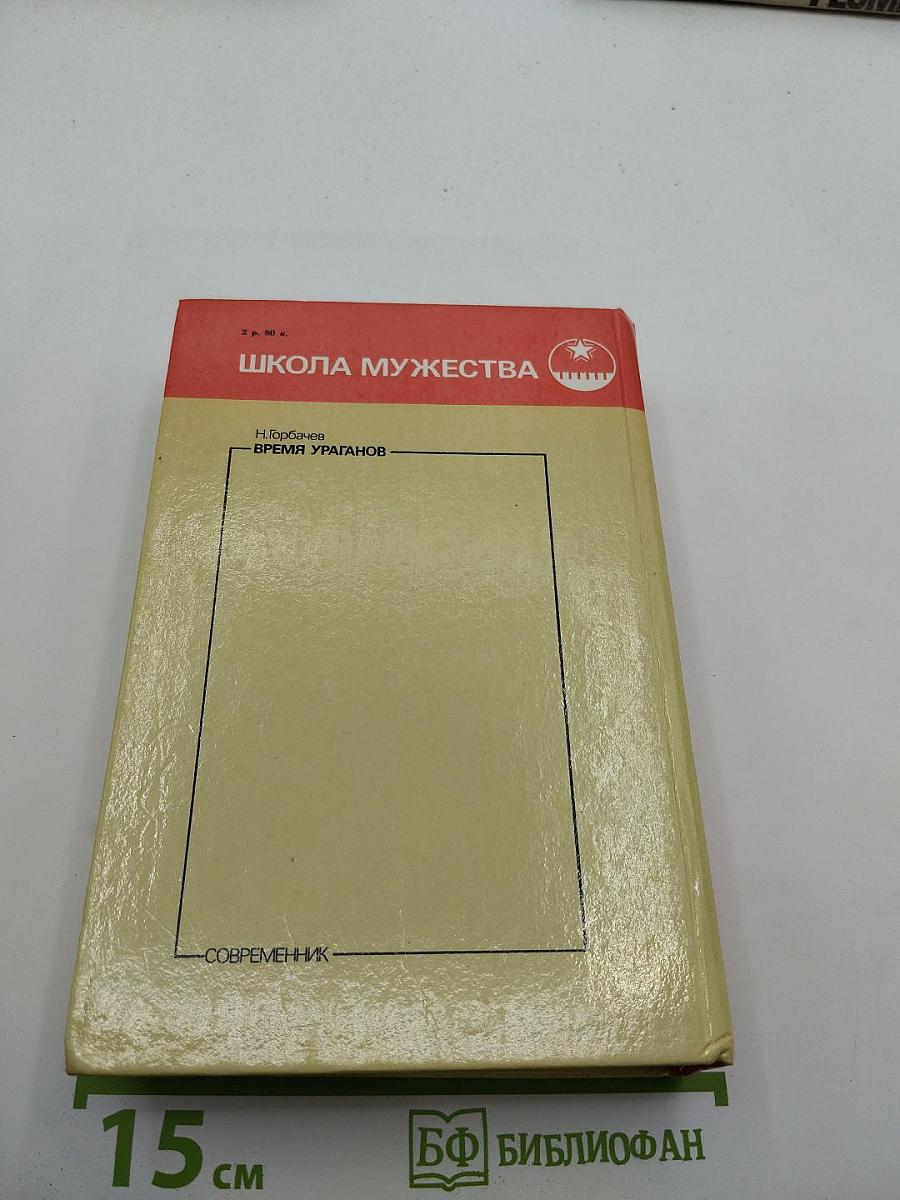 2 р. 80 к.
ШКОЛА МУЖЕСТВА
Н.Горбачев
ВРЕМЯ УРАГАНОВ
СОВРЕМЕННИК
15 см
БФ БИБЛИОФАН